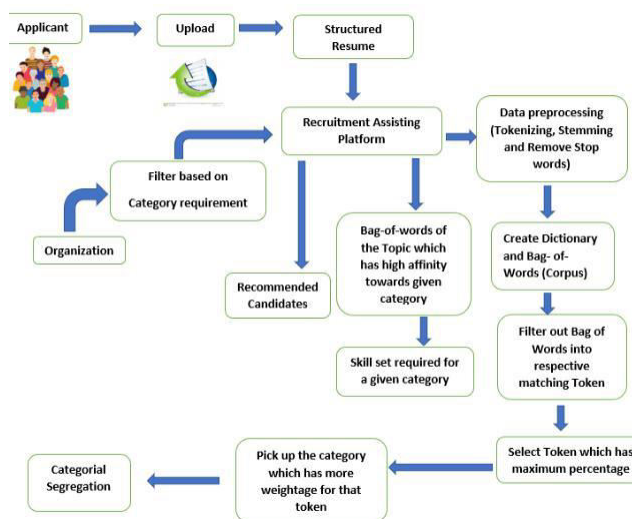 Applicant
Upload
Structured
Resume
Recruitment Assisting
Platform
Data preprocessing
(Tokenizing, Stemming
and Remove Stop
words)
Filter based on
Category requirement
Organization
Bag-of-words of
the Topic which
has high affinity
towards given
category
Create Dictionary
and Bag- of-
Words (Corpus)
Recommended
Candidates
Skill set required for
a given category
Filter out Bag of
Words into
respective
matching Token
Categorial
Segregation
Pick up the category
which has more
weightage for that
token
Select Token which has
maximum percentage